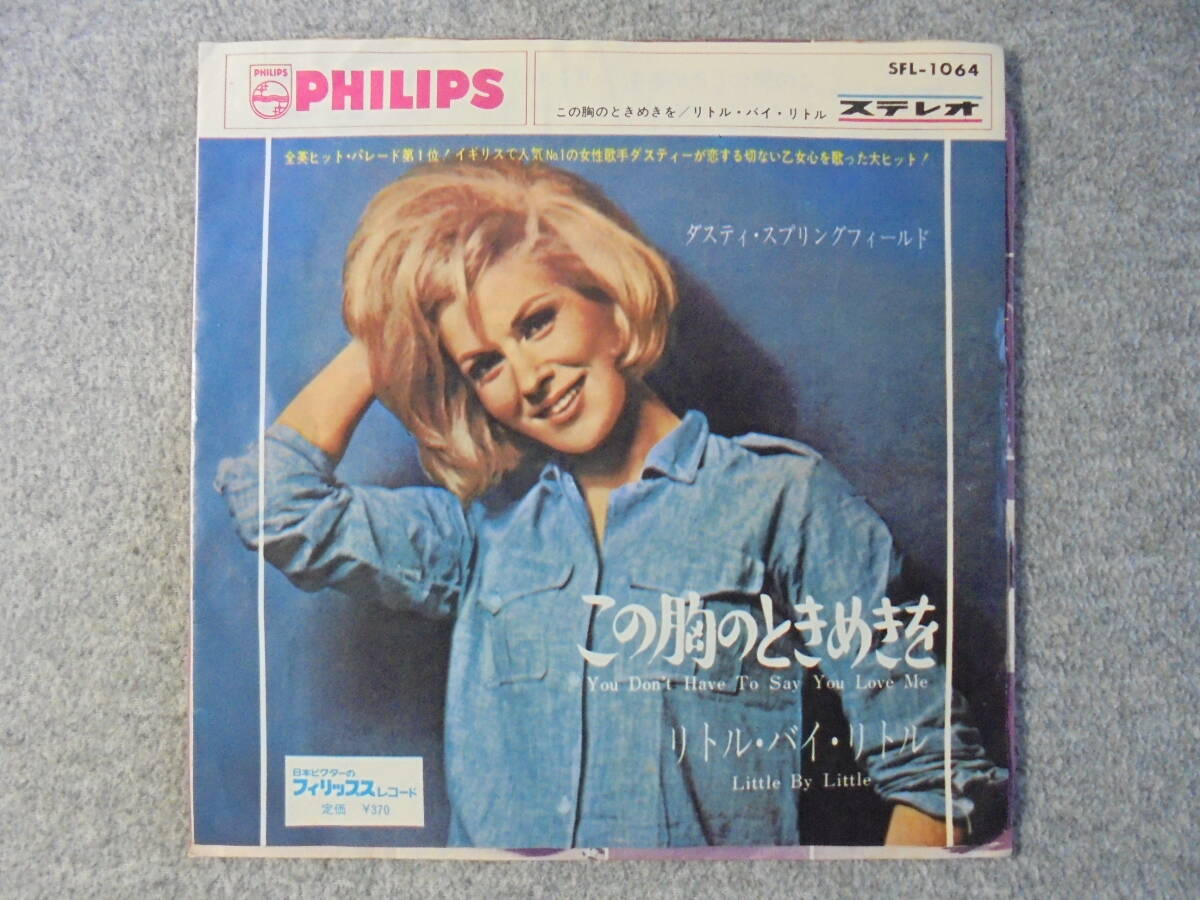 PHILIPS
PHILIPS
SFL-1064
この胸のときめきを/リトル・バイ・リトル
ステレオ
全英ヒット・パレード第1位!イギリスで人気No.1の女性歌手ダスティーが恋する切ない乙女心を歌った大ヒット!
ダスティ・スプリングフィールド
この胸のときめきを
You Don't Have To Say You Love Me
リトル・バイ・リトル
Little By Little
日本ビクターの
フィリップスレコード
定価 ¥370